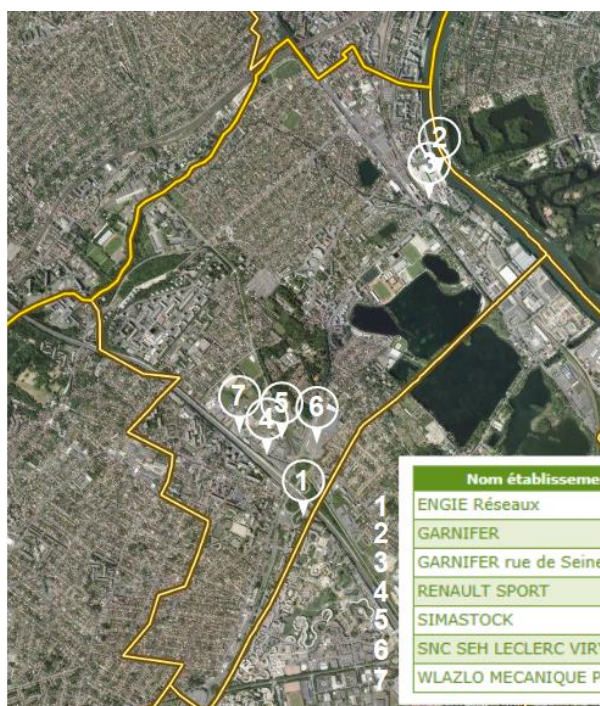 2
3
7
5
6
4
1
Nom établisseme
1 ENGIE Réseaux
2 GARNIFER
3 GARNIFER rue de Seine
4 RENAULT SPORT
5 SIMASTOCK
6 SNC SEH LECLERC VIRY
7 WLAZLO MECANIQUE P